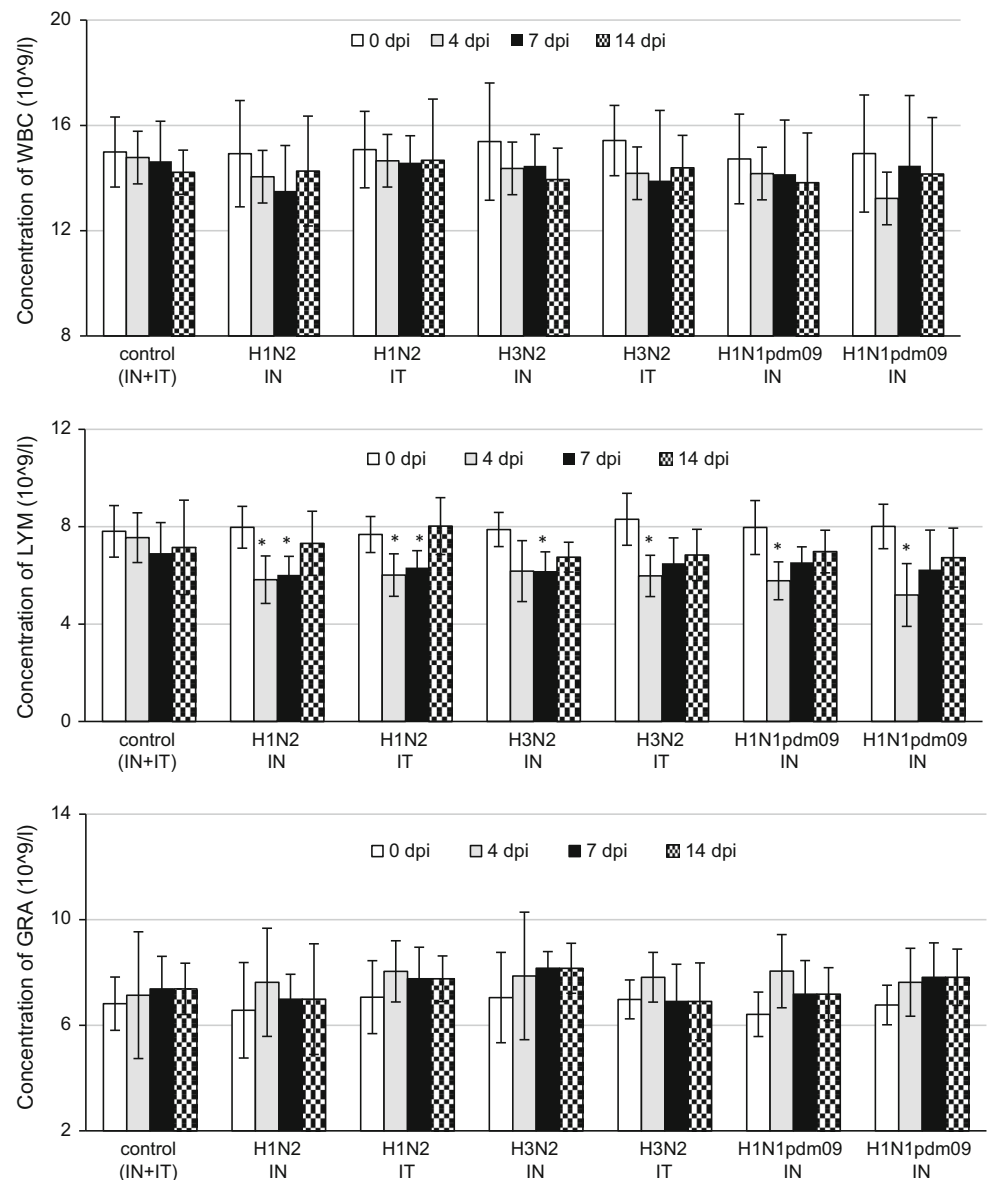 20
□ 0 dpi □ 4 dpi ■ 7 dpi 14 dpi
Concentration of WBC (10^9/l)
16
12
8
control H1N2 H1N2 H3N2 H3N2 H1N1pdm09 H1N1pdm09
(IN+IT) IN IT IN IT IN IN
12
0 dpi 4 dpi 7 dpi 14 dpi
Concentration of LYM (10^9/l)
8
* * * * * * * *
4
0
control H1N2 H1N2 H3N2 H3N2 H1N1pdm09 H1N1pdm09
(IN+IT) IN IT IN IT IN IN
14
0 dpi 4 dpi 7 dpi 14 dpi
Concentration of GRA (10^9/l)
10
6
2
control H1N2 H1N2 H3N2 H3N2 H1N1pdm09 H1N1pdm09
(IN+IT) IN IT IN IT IN IN